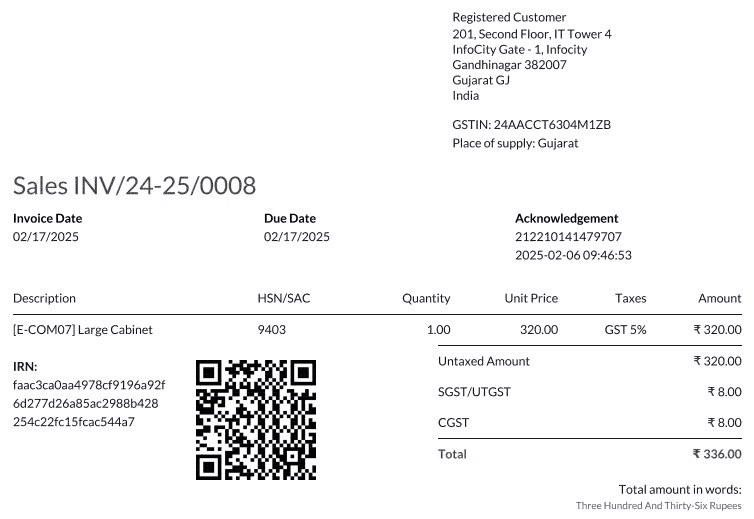 Registered Customer
201, Second Floor, IT Tower 4
InfoCity Gate - 1, Infocity
Gandhinagar 382007
Gujarat GJ
India
GSTIN: 24AACCT6304M1ZB
Place of supply: Gujarat
Sales INV/24-25/0008
Invoice Date Due Date Acknowledgement
02/17/2025 02/17/2025 212210141479707
2025-02-06 09:46:53
Description HSN/SAC Quantity Unit Price Taxes Amount
[E-COM07] Large Cabinet 9403 1.00 320.00 GST 5% ₹ 320.00
Untaxed Amount ₹ 320.00
SGST/UTGST ₹ 8.00
CGST ₹ 8.00
Total ₹ 336.00
IRN:
faac3ca0aa4978cf9196a92f
6d277d26a85ac2988b428
254c22fc15fcac544a7
Total amount in words:
Three Hundred And Thirty-Six Rupees